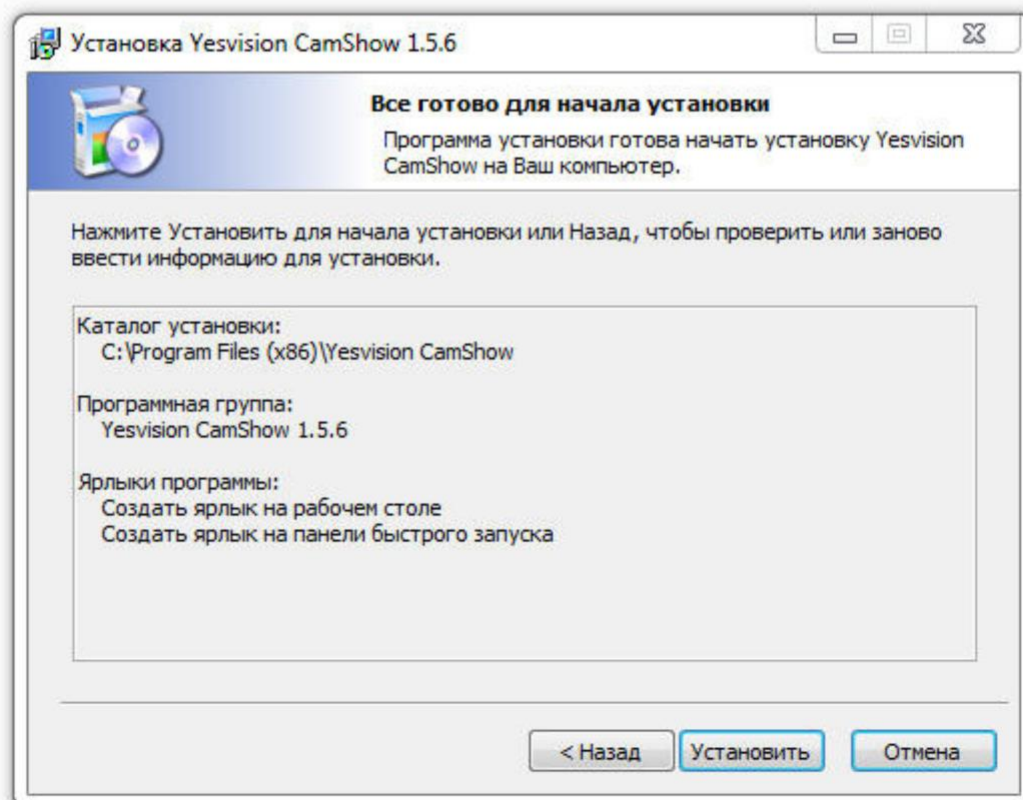 Установка Yesvision CamShow 1.5.6
Все готово для начала установки
Программа установки готова начать установку Yesvision
CamShow на Ваш компьютер.
Нажмите Установить для начала установки или Назад, чтобы проверить или заново
ввести информацию для установки.
Каталог установки:
C:\Program Files (x86)\Yesvision CamShow
Программная группа:
Yesvision CamShow 1.5.6
Ярлыки программы:
Создать ярлык на рабочем столе
Создать ярлык на панели быстрого запуска
< Назад
Установить
Отмена